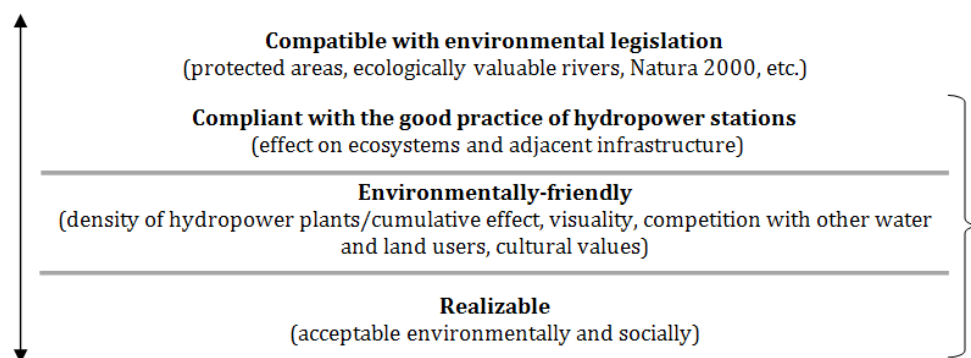 Compatible with environmental legislation
(protected areas, ecologically valuable rivers, Natura 2000, etc.)
Compliant with the good practice of hydropower stations
(effect on ecosystems and adjacent infrastructure)
Environmentally-friendly
(density of hydropower plants/cumulative effect, visuality, competition with other water
and land users, cultural values)
Realizable
(acceptable environmentally and socially)